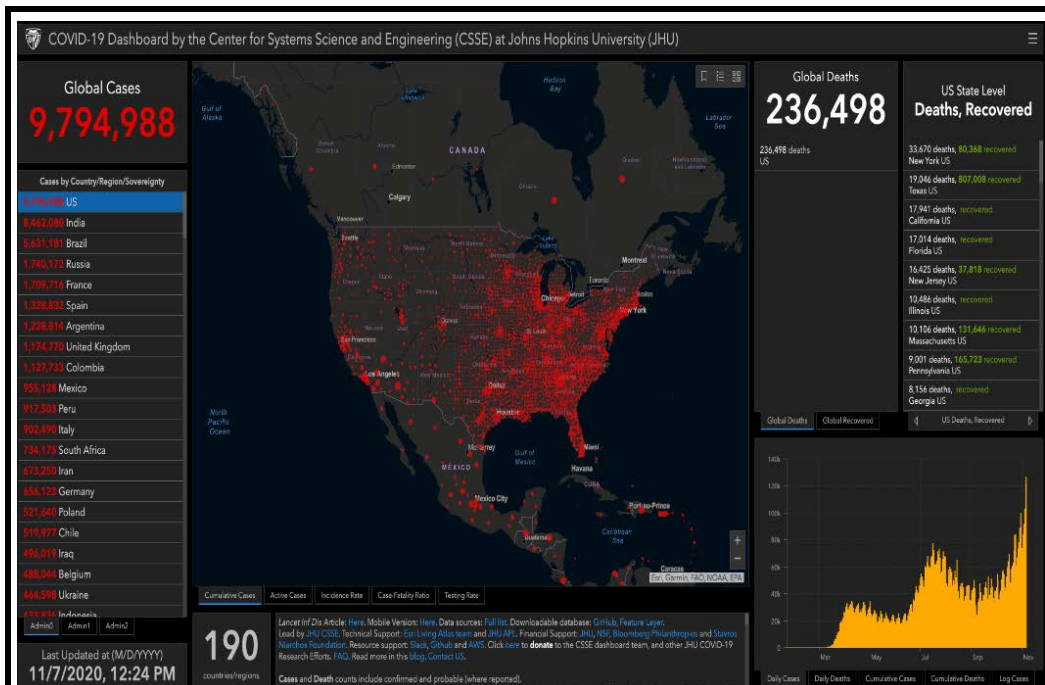 COVID-19 Dashboard by the Center for Systems Science and Engineering (CSSE) at Johns Hopkins University (JHU)
Global Cases
9,794,988
Cases by Country/Region/Sovereignty
9,794,988 US
8,462,080 India
5,631,181 Brazil
1,740,172 Russia
1,709,716 France
1,328,832 Spain
1,228,814 Argentina
1,174,770 United Kingdom
1,127,733 Colombia
955,128 Mexico
917,503 Peru
902,490 Italy
734,175 South Africa
673,250 Iran
656,123 Germany
521,640 Poland
519,977 Chile
496,019 Iraq
488,044 Belgium
464,598 Ukraine
Indonesia
Admin0
Admin1
Admin2
Last Updated at (M/D/YYYY)
11/7/2020, 12:24 PM
Gulf of
Alaska
Hudson
Bay
Labrador
Sea
CANADA
Alberta
Edmonton
Calgary
Ontario
Quebec
Vancouver
Seattle
Montreal
Toronto
Detroit
Chicago
Boston
New York
Denver
St Louis
San Francisco
Los Angeles
Dallas
Houston
Miami
Monterrey
Gulf of
Mexico
Havana
CUBA
MÉXICO
Mexico City
Port-au-Prince
Guatemala
Caribbean
Sea
Caracas
North
Pacific
Ocean
+
−
Esri, Garmin, FAO, NOAA, EPA
Cumulative Cases
Active Cases
Incidence Rate
Case-Fatality Ratio
Testing Rate
190
countries/regions
Lancet Inf Dis Article: Here. Mobile Version: Here. Data sources: Full list. Downloadable database: GitHub, Feature Layer.
Lead by JHU CSSE. Technical Support: Esri Living Atlas team and JHU APL. Financial Support: JHU, NSF, Bloomberg Philanthropies and Stavros
Niarchos Foundation. Resource support: Slack, Github and AWS. Click here to donate to the CSSE dashboard team, and other JHU COVID-19
Research Efforts. FAQ. Read more in this blog. Contact US.
Cases and Death counts include confirmed and probable (where reported).
Global Deaths
236,498
236,498 deaths
US
Global Deaths
Global Recovered
US State Level
Deaths, Recovered
33,670 deaths, 80,368 recovered
New York US
19,046 deaths, 807,008 recovered
Texas US
17,941 deaths, recovered
California US
17,014 deaths, recovered
Florida US
16,425 deaths, 37,818 recovered
New Jersey US
10,486 deaths, recovered
Illinois US
10,106 deaths, 131,646 recovered
Massachusetts US
9,001 deaths, 165,723 recovered
Pennsylvania US
8,156 deaths, recovered
Georgia US
US Deaths, Recovered
140k
120k
100k
80k
60k
40k
20k
0
Mar
May
Jul
Sep
Nov
Daily Cases
Daily Deaths
Cumulative Cases
Cumulative Deaths
Log Cases